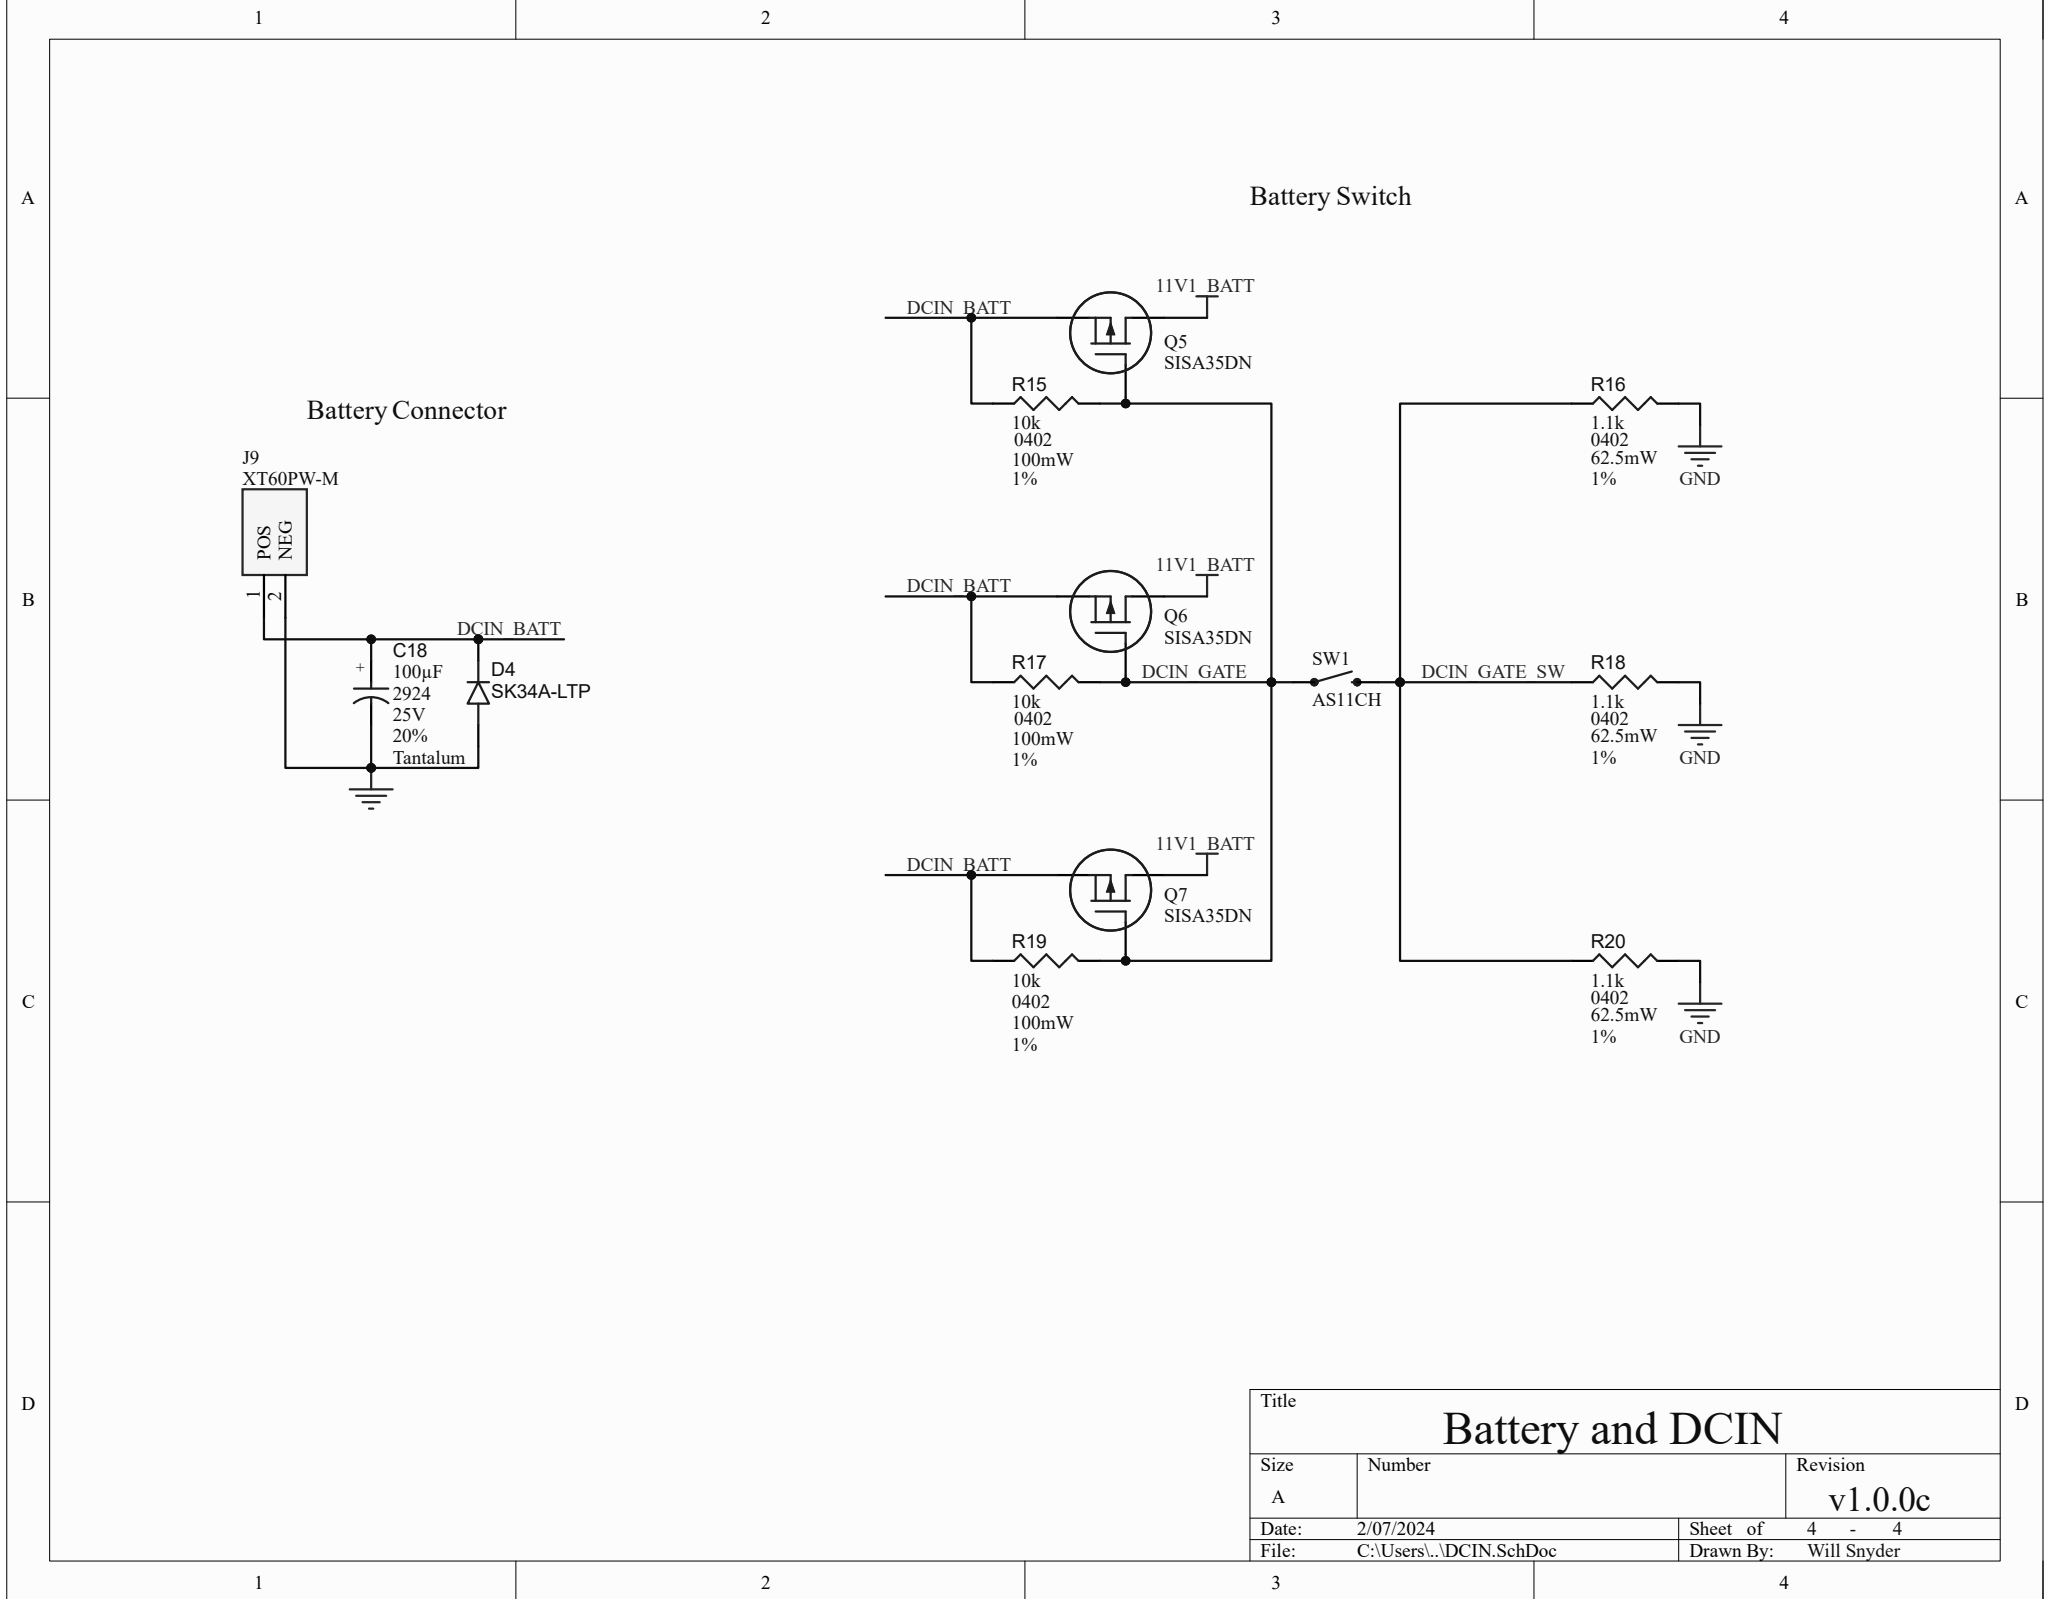 1 2 3 4
A A
Battery Switch
11V1_BATT
DCIN_BATT
Q5
SISA35DN
R15
10k
0402
100mW
1%
R16
1.1k
0402
62.5mW
1%
GND
Battery Connector
J9
XT60PW-M
POS
NEG
1
2
B B
DCIN_BATT
C18
+
100µF
2924
25V
20%
Tantalum
D4
SK34A-LTP
11V1_BATT
DCIN_BATT
Q6
SISA35DN
R17
10k
0402
100mW
1%
DCIN_GATE
SW1
AS11CH
DCIN_GATE_SW
R18
1.1k
0402
62.5mW
1%
GND
11V1_BATT
DCIN_BATT
Q7
SISA35DN
R19
10k
0402
100mW
1%
R20
1.1k
0402
62.5mW
1%
GND
C C
D D
Title
Battery and DCIN
Size
A
Number
Revision
v1.0.0c
Date: 2/07/2024
Sheet of 4 - 4
File: C:\Users\..\DCIN.SchDoc
Drawn By: Will Snyder
1 2 3 4